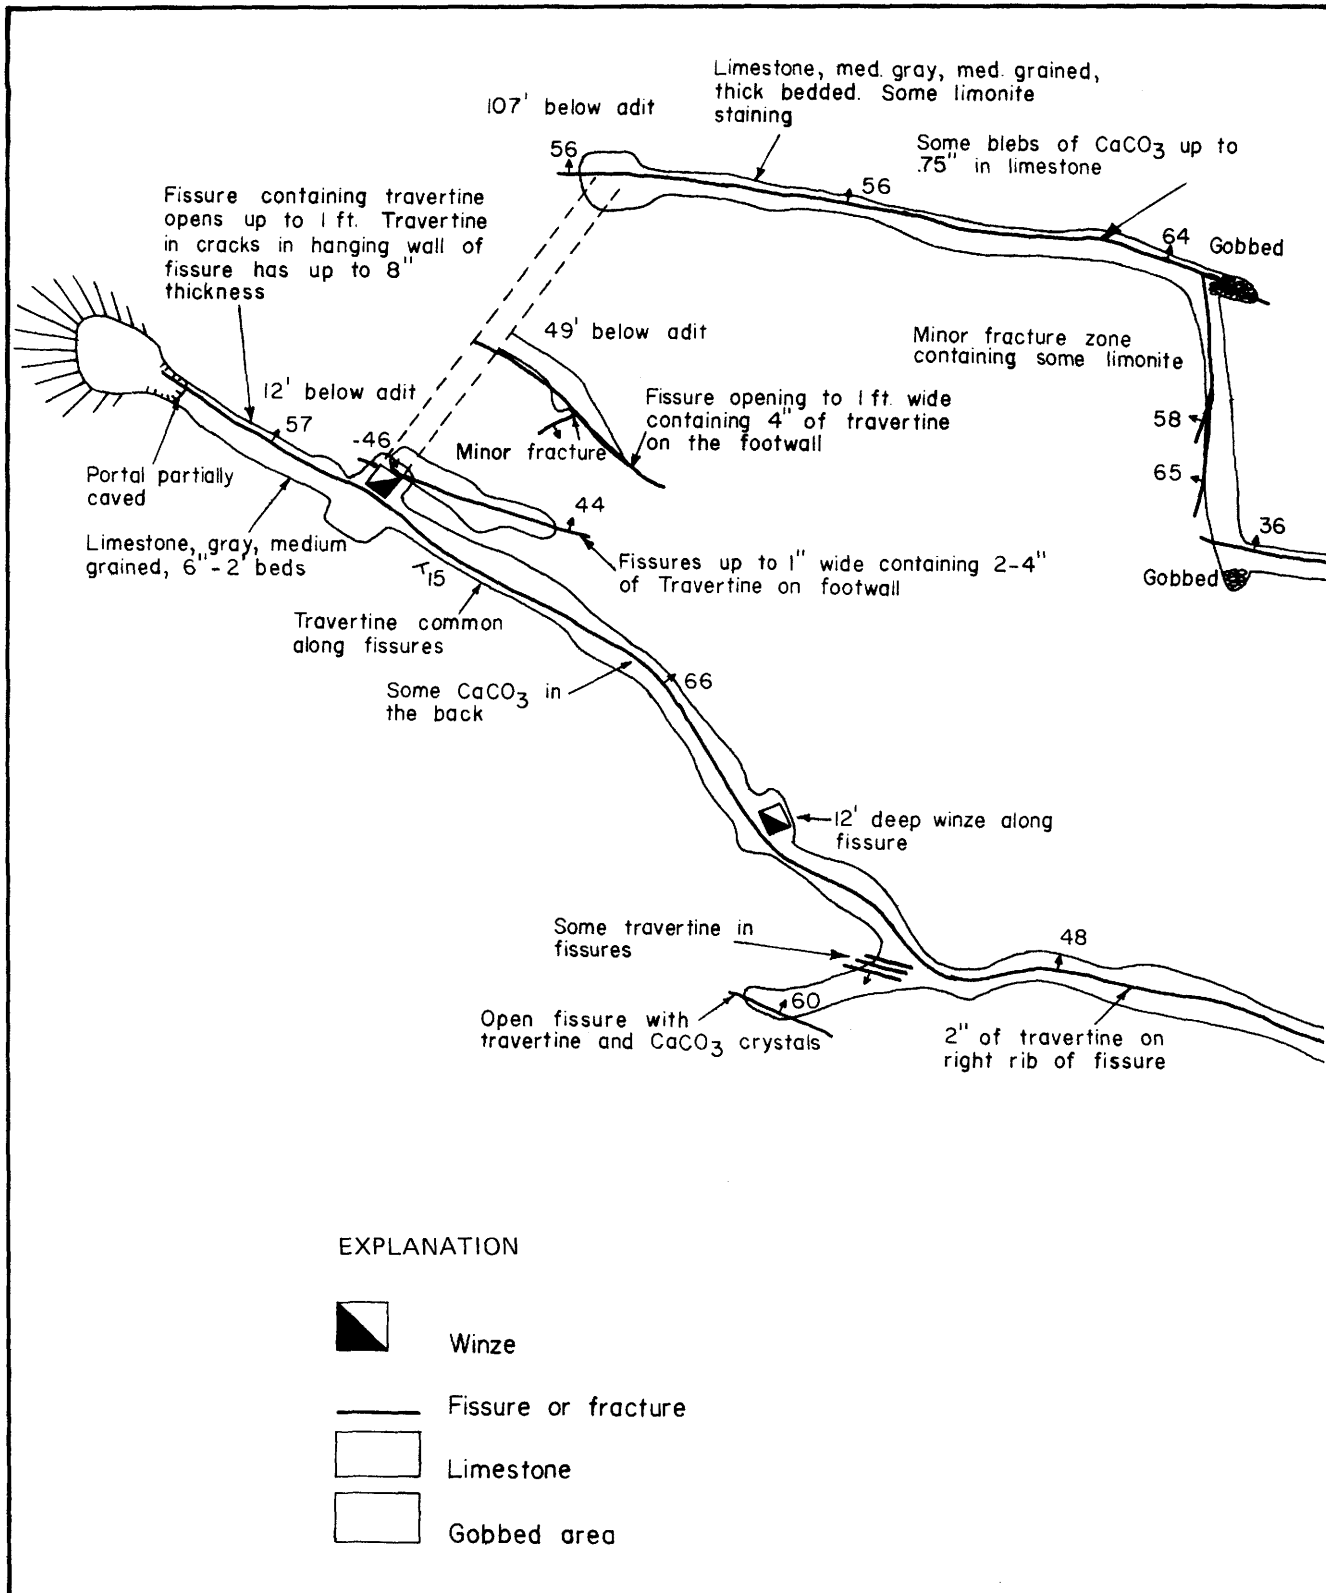 107' below adit
Limestone, med. gray, med. grained,
thick bedded. Some limonite
staining
Some blebs of CaCO3 up to
.75" in limestone
56
56
64
Gobbed
Fissure containing travertine
opens up to 1 ft. Travertine
in cracks in hanging wall of
fissure has up to 8"
thickness
49' below adit
Minor fracture zone
containing some limonite
12' below adit
57
-46
Fissure opening to 1 ft. wide
containing 4" of travertine
on the footwall
Minor fracture
58
65
Portal partially
caved
44
36
Limestone, gray, medium
grained, 6"-2' beds
15
Fissures up to 1" wide containing 2-4"
of Travertine on footwall
Gobbed
Travertine common
along fissures
Some CaCO3 in
the back
66
12' deep winze along
fissure
Some travertine in
fissures
48
60
Open fissure with
travertine and CaCO3 crystals
2" of travertine on
right rib of fissure
EXPLANATION
Winze
Fissure or fracture
Limestone
Gobbed area